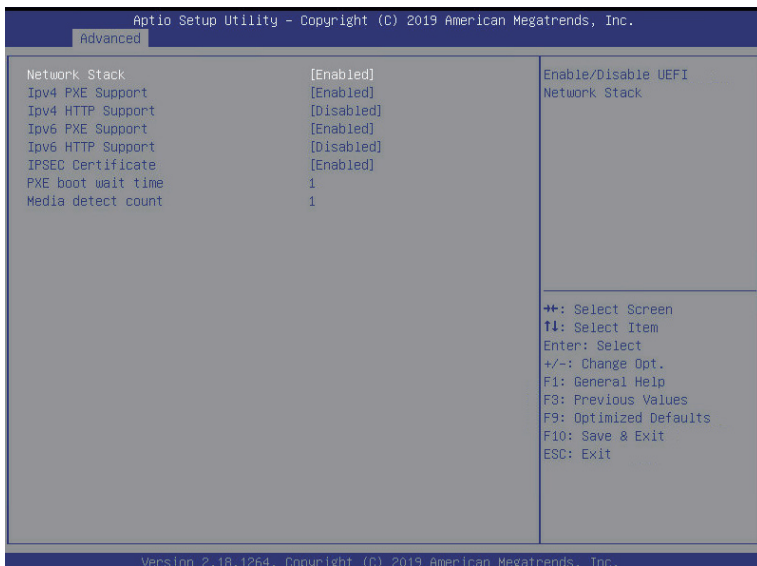 Aptio Setup Utility – Copyright (C) 2019 American Megatrends, Inc.
Advanced
Network Stack [Enabled]
Ipv4 PXE Support [Enabled]
Ipv4 HTTP Support [Disabled]
Ipv6 PXE Support [Enabled]
Ipv6 HTTP Support [Disabled]
IPSEC Certificate [Enabled]
PXE boot wait time 1
Media detect count 1
Enable/Disable UEFI
Network Stack
→←: Select Screen
↑↓: Select Item
Enter: Select
+/-: Change Opt.
F1: General Help
F3: Previous Values
F9: Optimized Defaults
F10: Save & Exit
ESC: Exit
Version 2.18.1264. Copyright (C) 2019 American Megatrends, Inc.